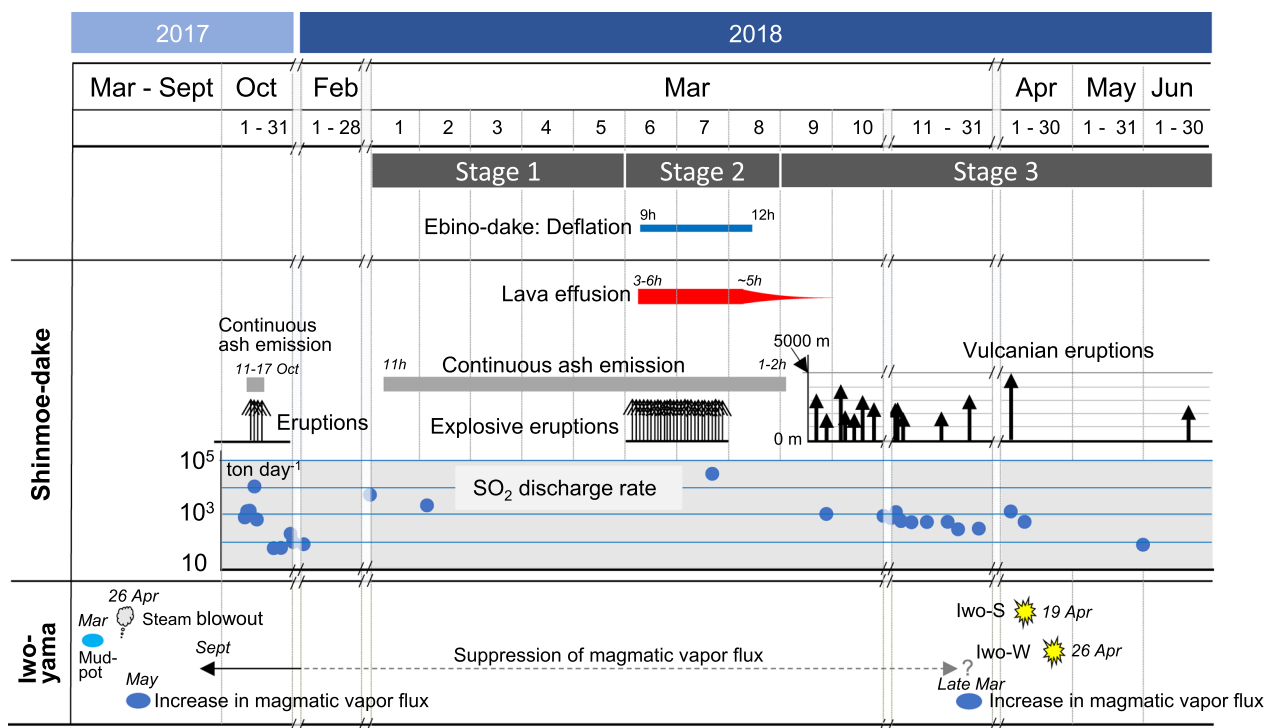 2017 2018
Mar - Sept Oct Feb Mar Apr May Jun
1 - 31 1 - 28 1 2 3 4 5 6 7 8 9 10 11 - 31 1 - 30 1 - 31 1 - 30
Stage 1 Stage 2 Stage 3
9h 12h
Ebino-dake: Deflation
Shinmoe-dake
3-6h ~5h
Lava effusion
Continuous
ash emission
11-17 Oct
Eruptions
11h Continuous ash emission 1-2h
Explosive eruptions
5000 m
0 m
Vulcanian eruptions
10⁵ ton day⁻¹
SO₂ discharge rate
10³
10
Iwo-
yama
26 Apr
Steam blowout
Mar
Mud-
pot
Sept
Suppression of magmatic vapor flux
?
May
Increase in magmatic vapor flux
Iwo-S 19 Apr
Iwo-W 26 Apr
Late Mar
Increase in magmatic vapor flux